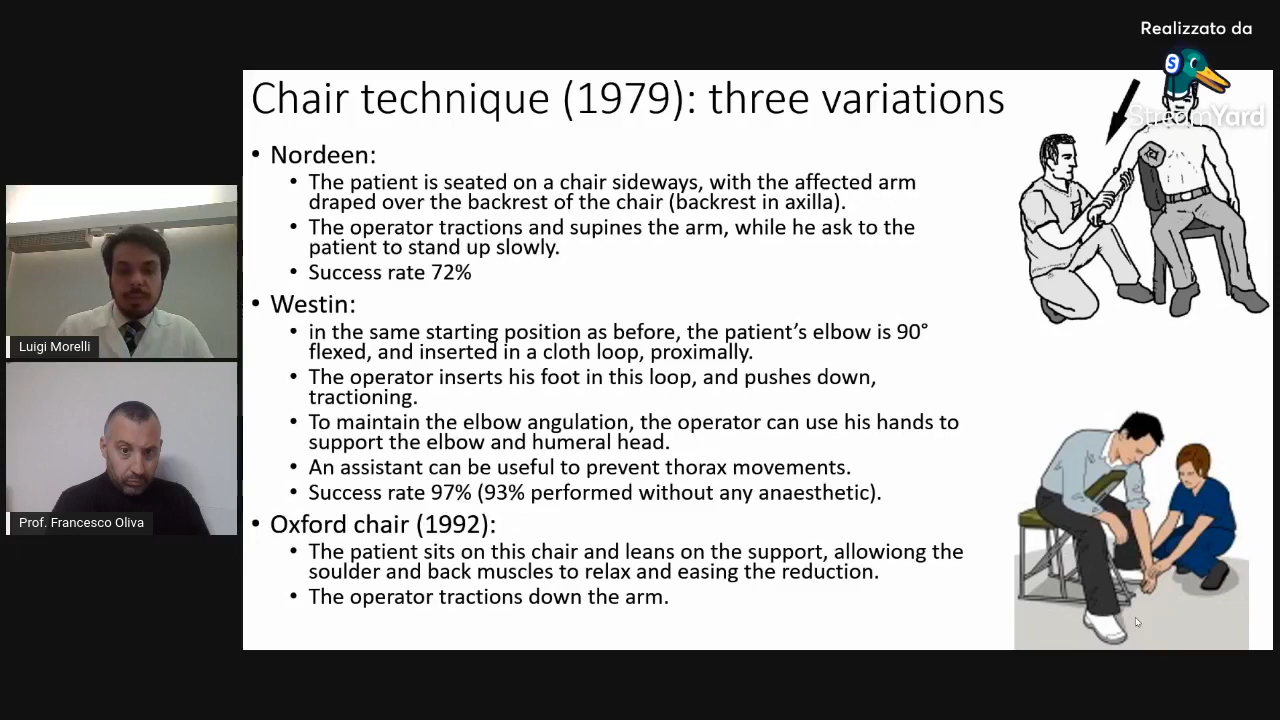 Realizzato da
StreamYard
Chair technique (1979): three variations
• Nordeen:
• The patient is seated on a chair sideways, with the affected arm
draped over the backrest of the chair (backrest in axilla).
• The operator tractions and supines the arm, while he ask to the
patient to stand up slowly.
• Success rate 72%
• Westin:
• in the same starting position as before, the patient's elbow is 90°
flexed, and inserted in a cloth loop, proximally.
• The operator inserts his foot in this loop, and pushes down,
tractioning.
• To maintain the elbow angulation, the operator can use his hands to
support the elbow and humeral head.
• An assistant can be useful to prevent thorax movements.
• Success rate 97% (93% performed without any anaesthetic).
• Oxford chair (1992):
• The patient sits on this chair and leans on the support, allowiong the
soulder and back muscles to relax and easing the reduction.
• The operator tractions down the arm.
Luigi Morelli
Prof. Francesco Oliva